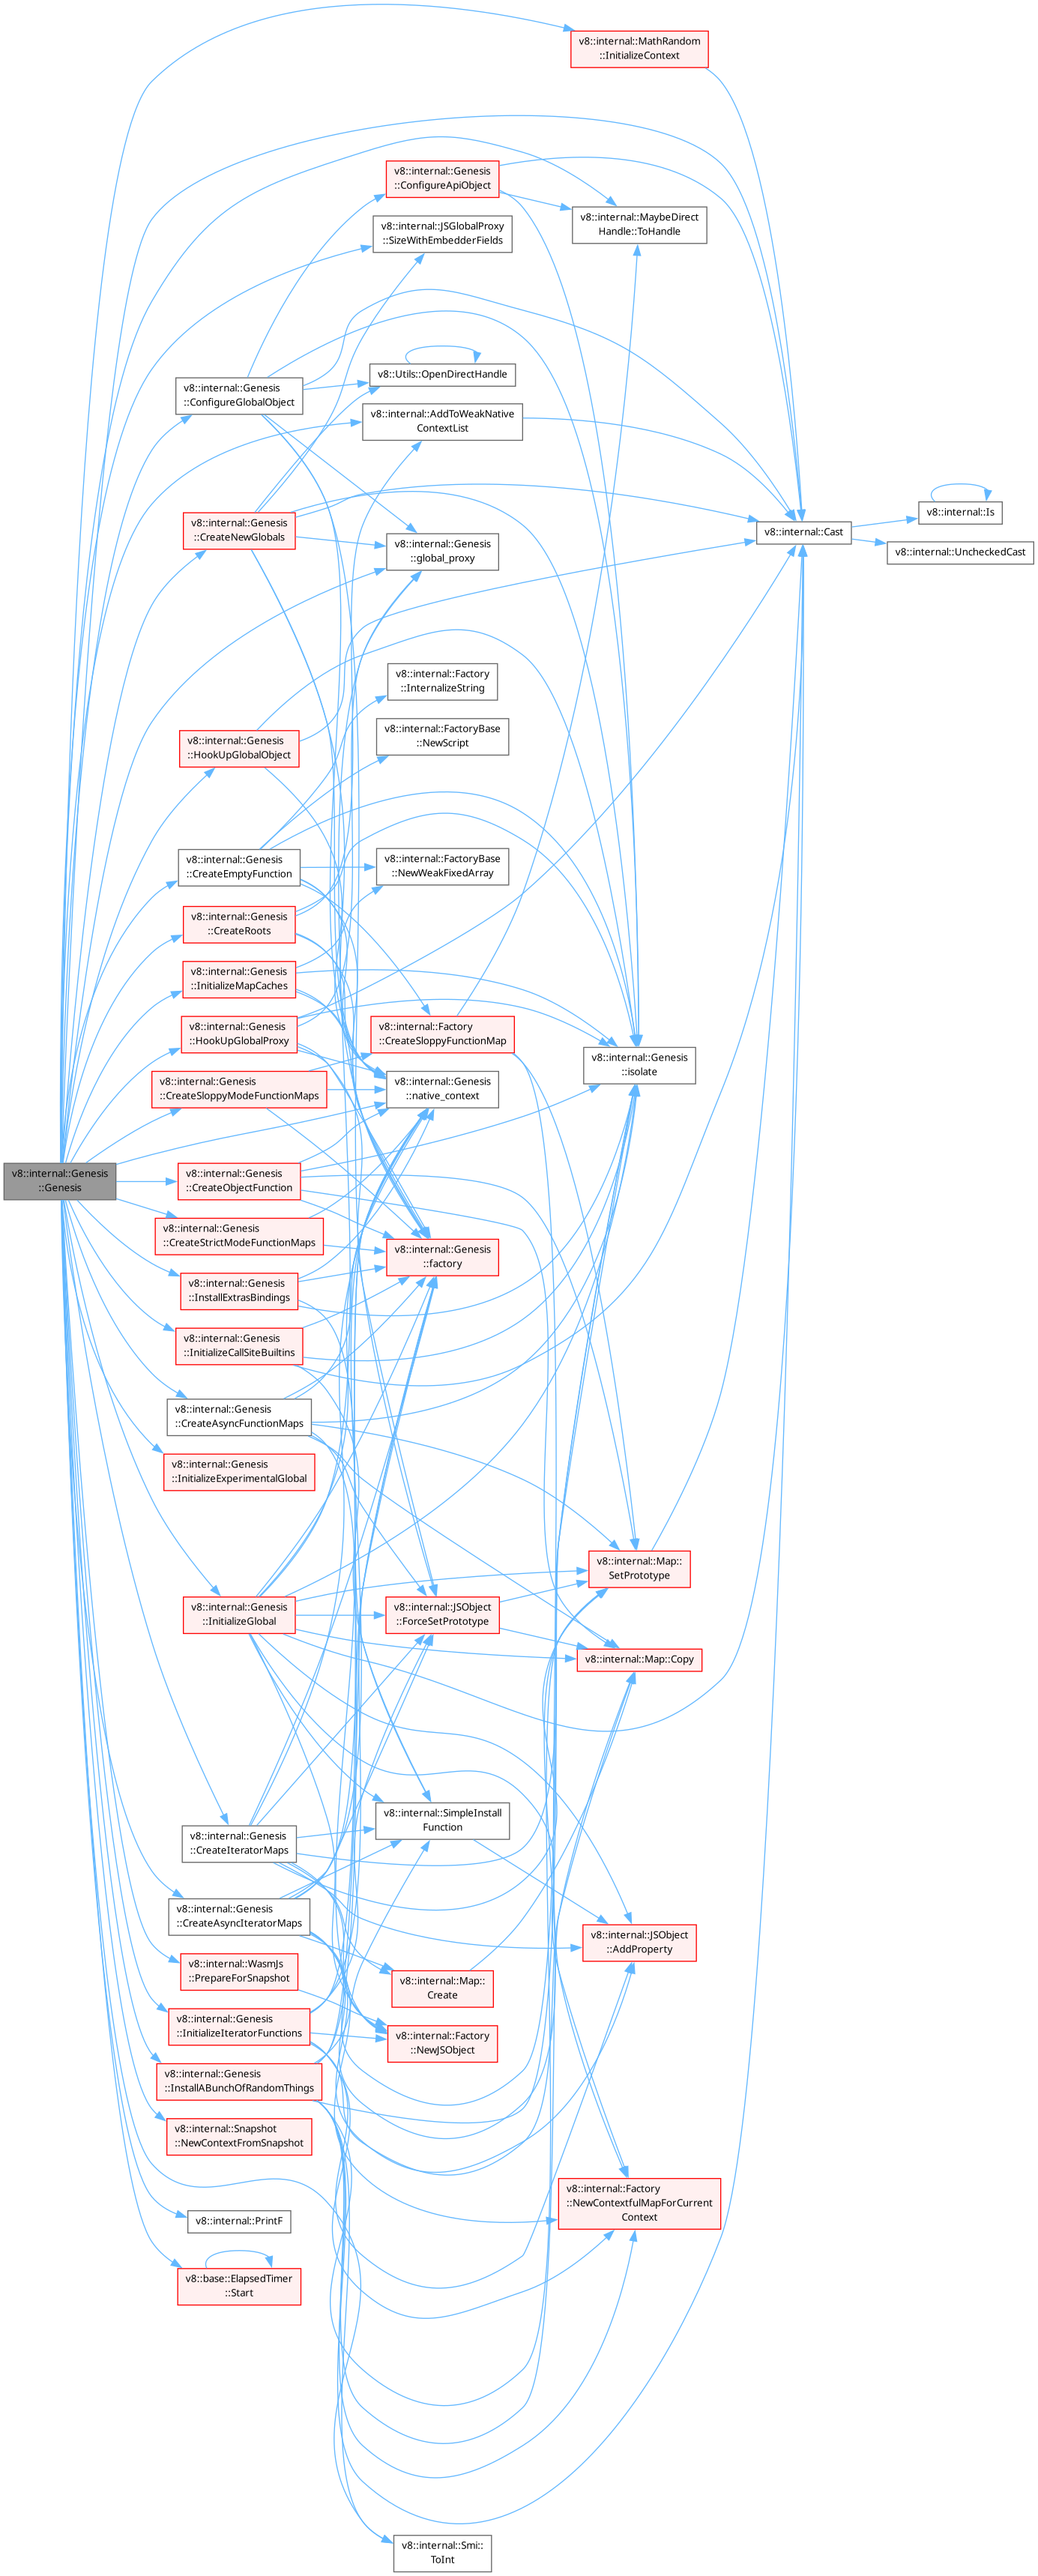 v8::internal::MathRandom
::InitializeContext
v8::internal::Genesis
::ConfigureApiObject
v8::internal::MaybeDirect
Handle::ToHandle
v8::internal::JSGlobalProxy
::SizeWithEmbedderFields
v8::Utils::OpenDirectHandle
v8::internal::Genesis
::ConfigureGlobalObject
v8::internal::AddToWeakNative
ContextList
v8::internal::Is
v8::internal::Genesis
::CreateNewGlobals
v8::internal::Cast
v8::internal::Genesis
::global_proxy
v8::internal::UncheckedCast
v8::internal::Factory
::InternalizeString
v8::internal::FactoryBase
::NewScript
v8::internal::Genesis
::HookUpGlobalObject
v8::internal::Genesis
::CreateEmptyFunction
v8::internal::FactoryBase
::NewWeakFixedArray
v8::internal::Genesis
::CreateRoots
v8::internal::Genesis
::InitializeMapCaches
v8::internal::Genesis
::HookUpGlobalProxy
v8::internal::Factory
::CreateSloppyFunctionMap
v8::internal::Genesis
::isolate
v8::internal::Genesis
::CreateSloppyModeFunctionMaps
v8::internal::Genesis
::native_context
v8::internal::Genesis
::Genesis
v8::internal::Genesis
::CreateObjectFunction
v8::internal::Genesis
::CreateStrictModeFunctionMaps
v8::internal::Genesis
::factory
v8::internal::Genesis
::InstallExtrasBindings
v8::internal::Genesis
::InitializeCallSiteBuiltins
v8::internal::Genesis
::CreateAsyncFunctionMaps
v8::internal::Genesis
::InitializeExperimentalGlobal
v8::internal::Map::
SetPrototype
v8::internal::Genesis
::InitializeGlobal
v8::internal::JSObject
::ForceSetPrototype
v8::internal::Map::Copy
v8::internal::SimpleInstall
Function
v8::internal::Genesis
::CreateIteratorMaps
v8::internal::Genesis
::CreateAsyncIteratorMaps
v8::internal::JSObject
::AddProperty
v8::internal::WasmJs
::PrepareForSnapshot
v8::internal::Map::
Create
v8::internal::Genesis
::InitializeIteratorFunctions
v8::internal::Factory
::NewJSObject
v8::internal::Genesis
::InstallABunchOfRandomThings
v8::internal::Snapshot
::NewContextFromSnapshot
v8::internal::Factory
::NewContextfulMapForCurrent
Context
v8::internal::PrintF
v8::base::ElapsedTimer
::Start
v8::internal::Smi::
ToInt